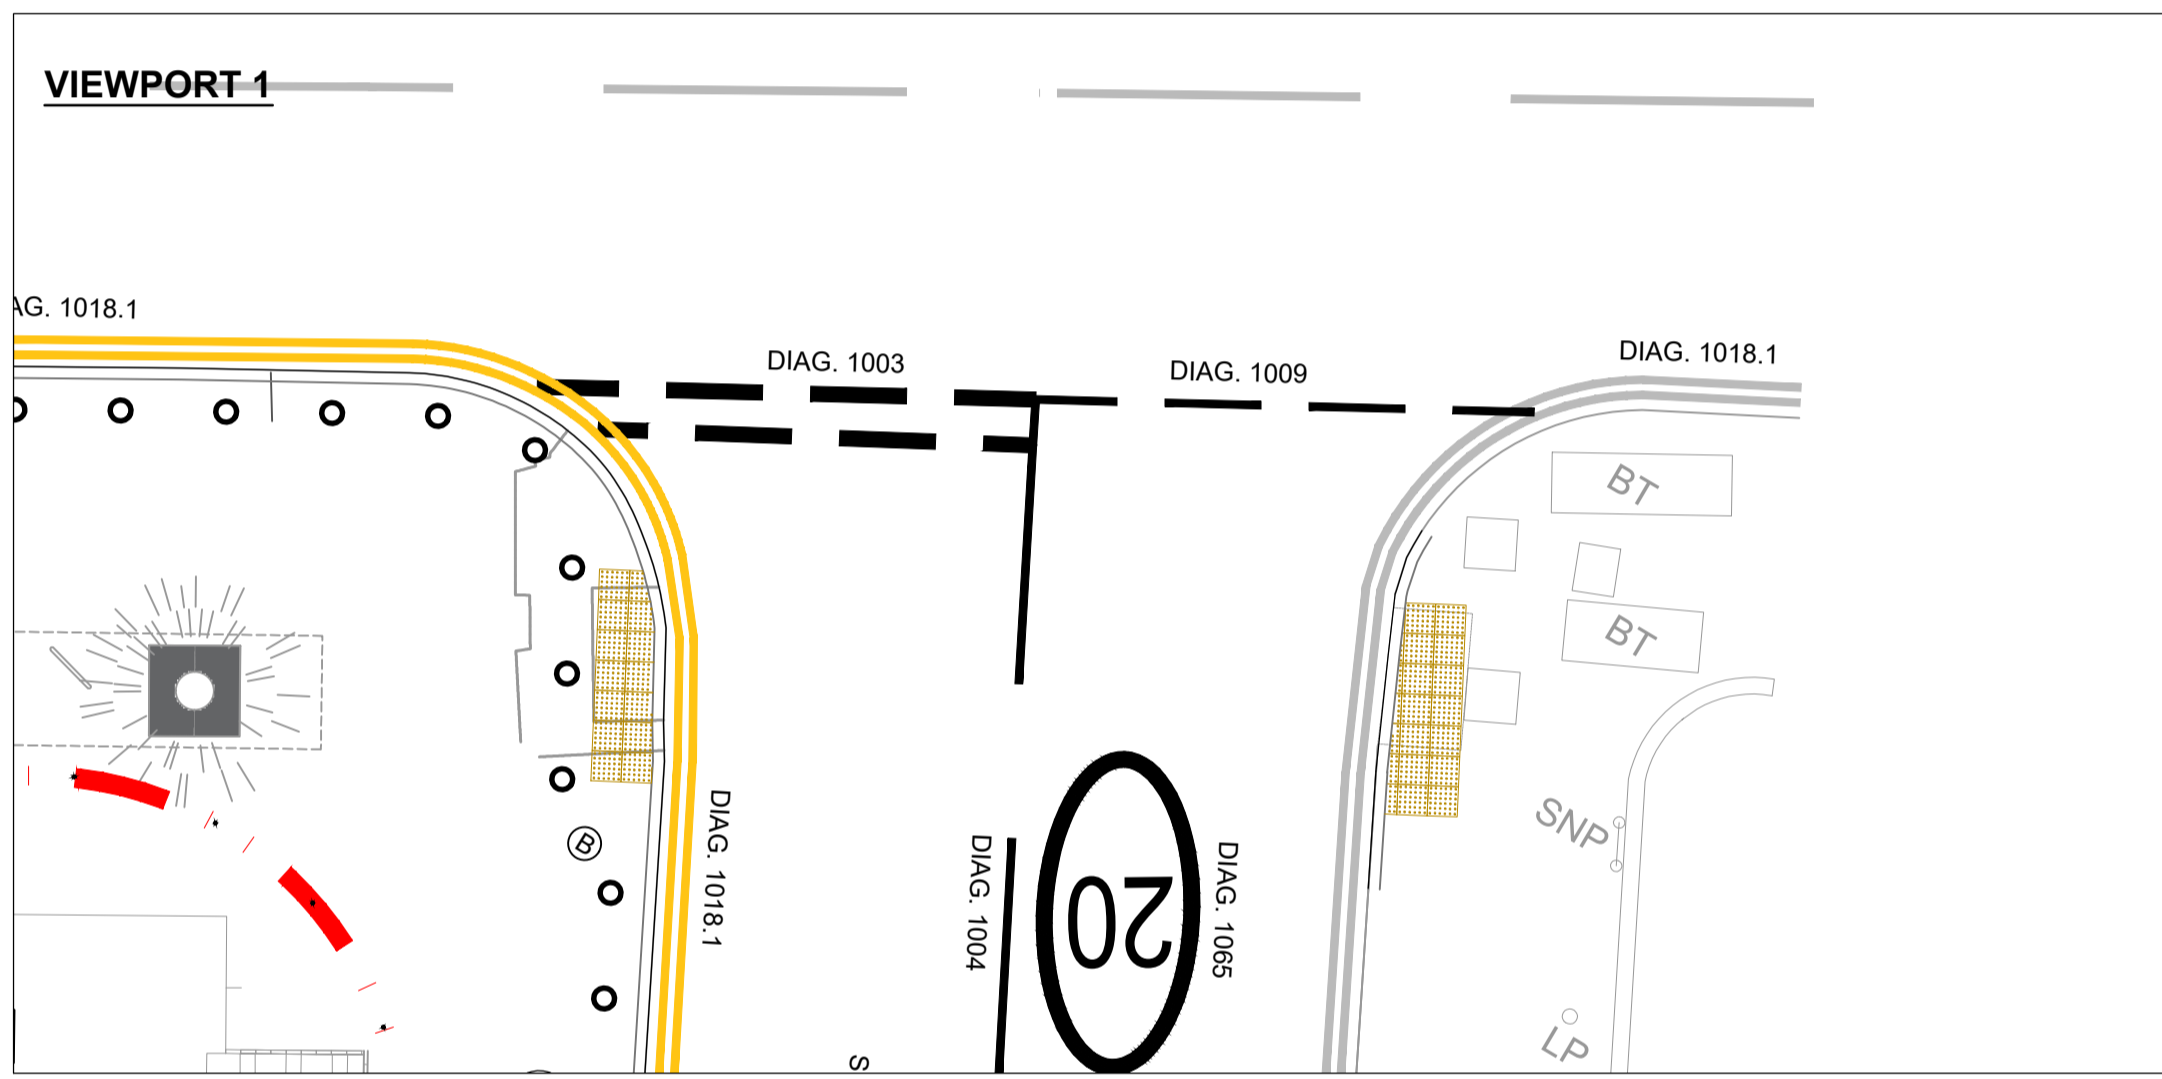 VIEWPORT 1
AG. 1018.1
DIAG. 1003
DIAG. 1009
DIAG. 1018.1
BT
BT
SNP
LP
DIAG. 1018.1
B
DIAG. 1004
20
DIAG. 1065
S